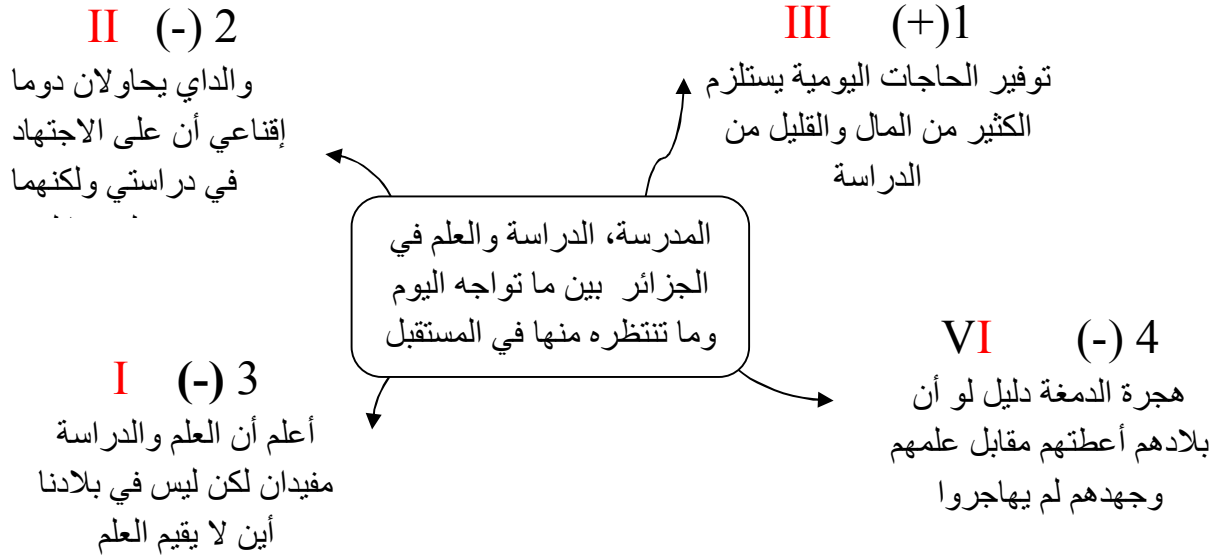 III (+)1
توفير الحاجات اليومية يستلزم
الكثير من المال والقليل من
الدراسة
II (-) 2
والداي يحاولان دوما
إقناعي أن على الاجتهاد
في دراستي ولكنهما
المدرسة، الدراسة والعلم في
الجزائر بين ما تواجه اليوم
وما تنتظره منها في المستقبل
VI (-) 4
هجرة الدمغة دليل لو أن
بلادهم أعطتهم مقابل علمهم
وجهدهم لم يهاجروا
I (-) 3
أعلم أن العلم والدراسة
مفيدان لكن ليس في بلادنا
أين لا يقيم العلم